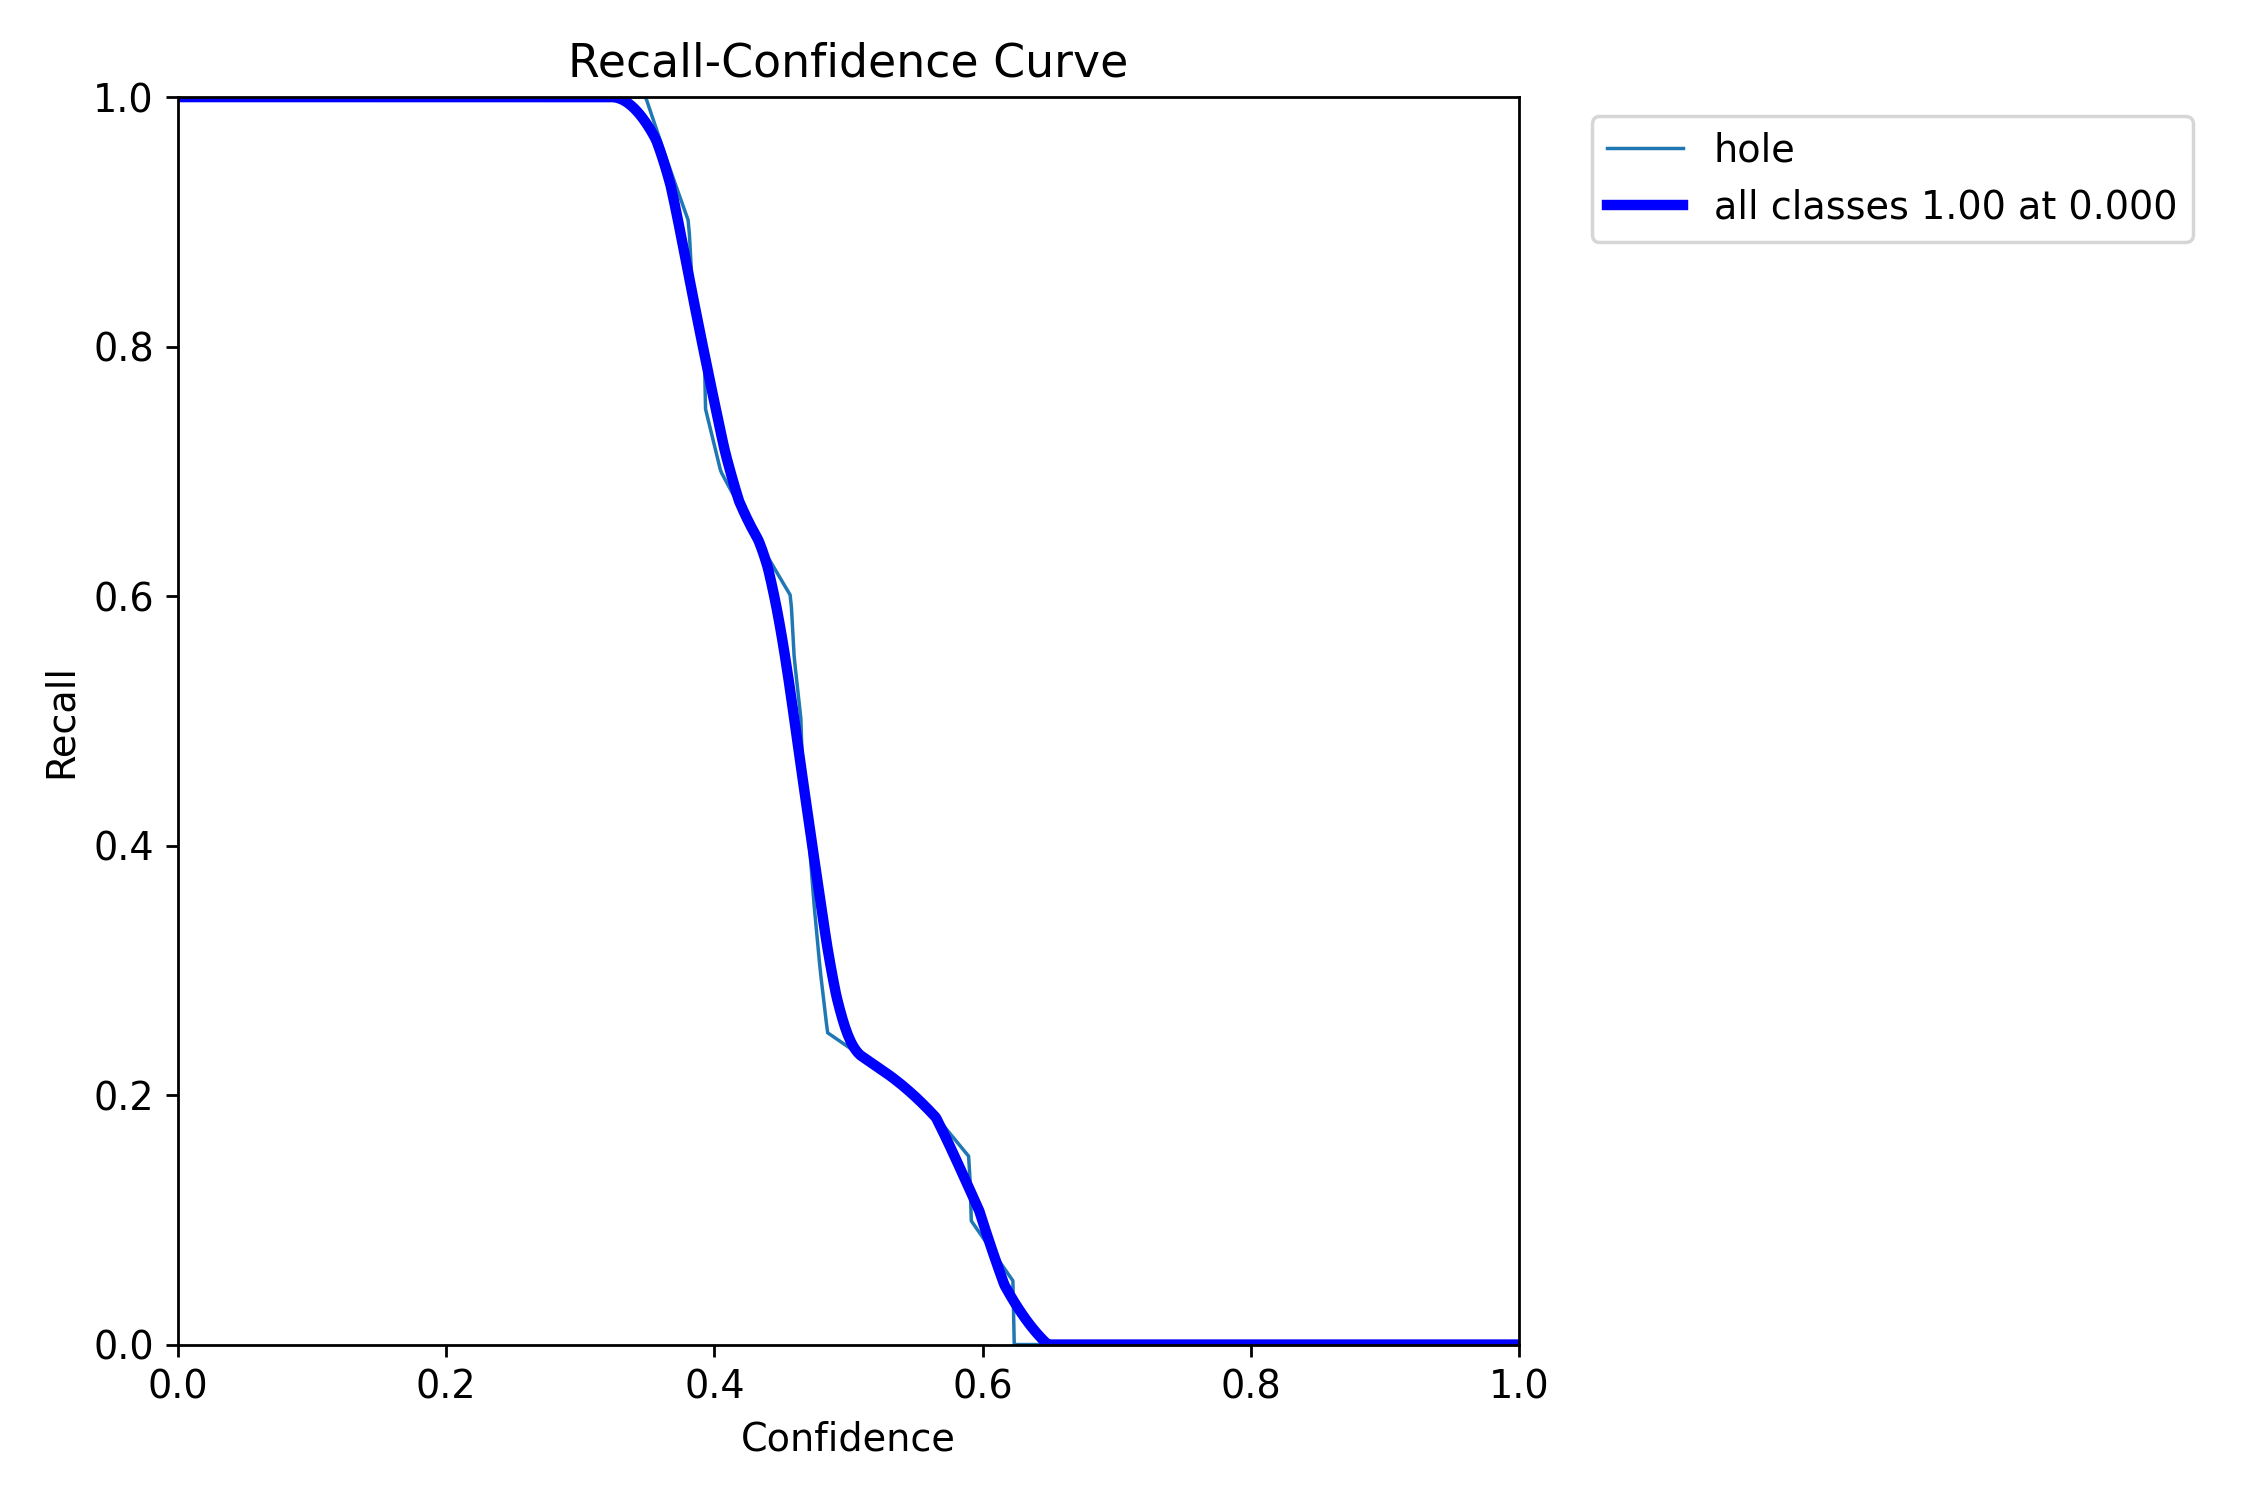 Recall-Confidence Curve
1.0
0.8
0.6
0.4
0.2
0.0
Recall
0.0 0.2 0.4 0.6 0.8 1.0
Confidence
hole
all classes 1.00 at 0.000